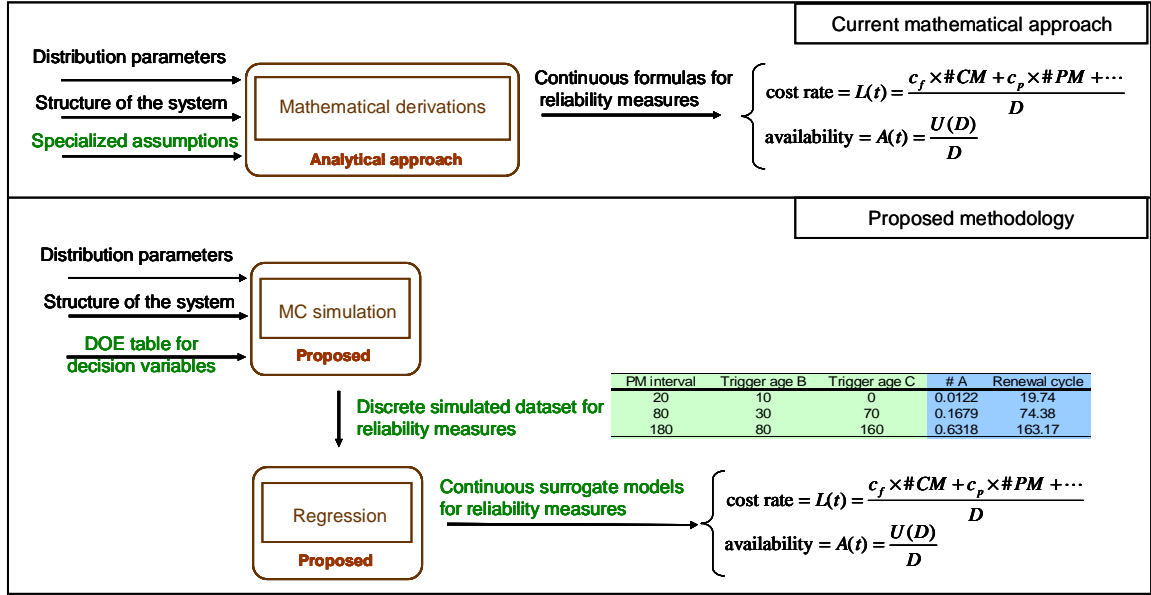 Current mathematical approach
Distribution parameters
Structure of the system
Specialized assumptions
Mathematical derivations
Analytical approach
Continuous formulas for
reliability measures
cost rate = L(t) = \frac{c_f × #CM + c_p × #PM + ⋯}{D}
availability = A(t) = \frac{U(D)}{D}
Proposed methodology
Distribution parameters
Structure of the system
DOE table for
decision variables
MC simulation
Proposed
Discrete simulated dataset for
reliability measures
PM interval Trigger age B Trigger age C # A Renewal cycle
20 10 0 0.0122 19.74
80 30 70 0.1679 74.38
180 80 160 0.6318 163.17
Regression
Proposed
Continuous surrogate models
for reliability measures
cost rate = L(t) = \frac{c_f × #CM + c_p × #PM + ⋯}{D}
availability = A(t) = \frac{U(D)}{D}